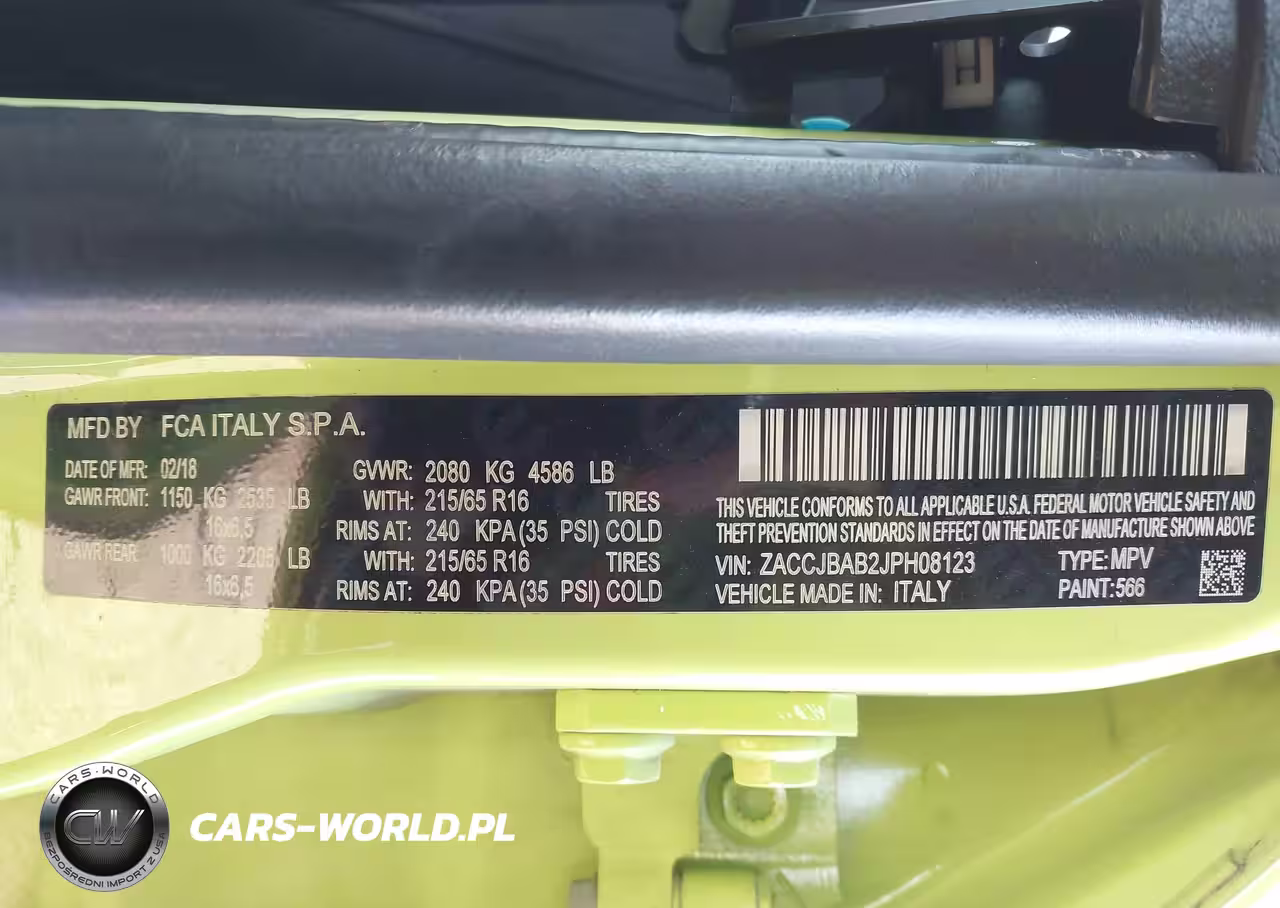 MFD BY FCA ITALY S.P.A.
DATE OF MFR: 02/18 GVWR: 2080 KG 4586 LB
GAWR FRONT: 1150 KG 2535 LB WITH: 215/65 R16 TIRES
16x6,5 RIMS AT: 240 KPA(35 PSI) COLD
GAWR REAR: 1000 KG 2205 LB WITH: 215/65 R16 TIRES
16x6,5 RIMS AT: 240 KPA(35 PSI) COLD
THIS VEHICLE CONFORMS TO ALL APPLICABLE U.S.A. FEDERAL MOTOR VEHICLE SAFETY AND
THEFT PREVENTION STANDARDS IN EFFECT ON THE DATE OF MANUFACTURE SHOWN ABOVE
VIN: ZACCJBAB2JPH08123 TYPE:MPV
VEHICLE MADE IN: ITALY PAINT:566
CARS-WORLD
CW
BEZPOŚREDNI IMPORT Z USA
CARS-WORLD.PL